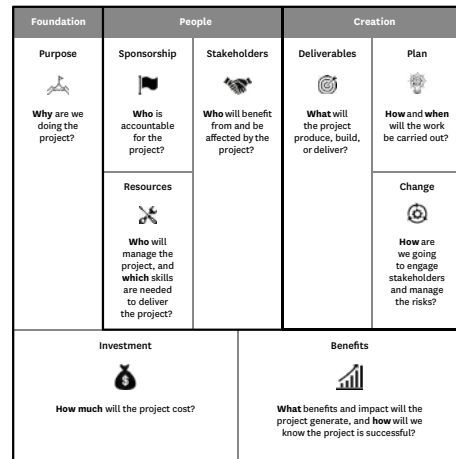 Foundation
People
Creation
Purpose
Why are we
doing the
project?
Sponsorship
Who is
accountable
for the
project?
Resources
Who will
manage the
project, and
which skills
are needed
to deliver
the project?
Stakeholders
Who will benefit
from and be
affected by the
project?
Deliverables
What will
the project
produce, build,
or deliver?
Plan
How and when
will the work
be carried out?
Change
How are
we going
to engage
stakeholders
and manage
the risks?
Investment
$
How much will the project cost?
Benefits
What benefits and impact will the
project generate, and how will we
know the project is successful?